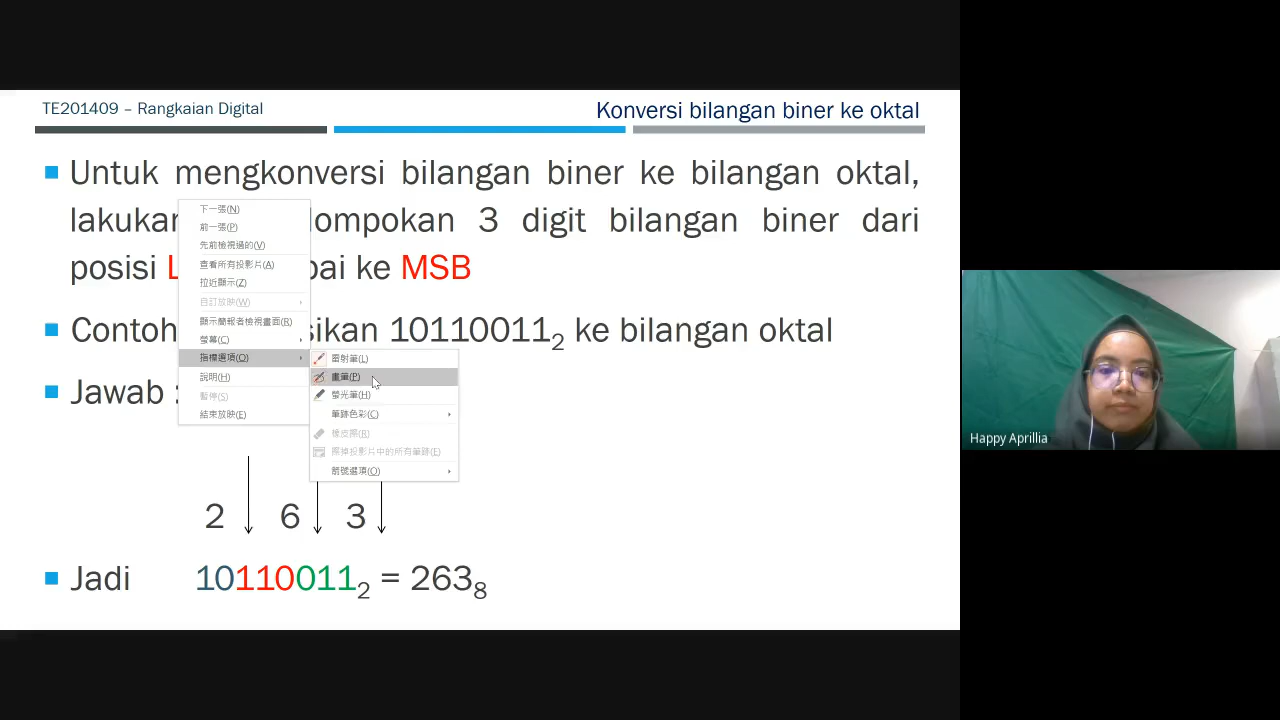 TE201409 – Rangkaian Digital
Konversi bilangan biner ke oktal
Untuk mengkonversi bilangan biner ke bilangan oktal,
lakukan lompokan 3 digit bilangan biner dari
posisi L bai ke MSB
Contoh sikan 10110011₂ ke bilangan oktal
Jawab :
下一張(N)
前一張(P)
先前檢視過的(V)
查看所有投影片(A)
拉近顯示(Z)
自訂放映(W)
顯示簡報者檢視畫面(R)
螢幕(C)
指標選項(O)
說明(H)
暫停(S)
結束放映(E)
雷射筆(L)
畫筆(P)
螢光筆(H)
筆跡色彩(C)
橡皮擦(R)
擦掉投影片中的所有筆跡(E)
箭號選項(O)
2 6 3
Jadi 10110011₂ = 263₈
Happy Aprillia